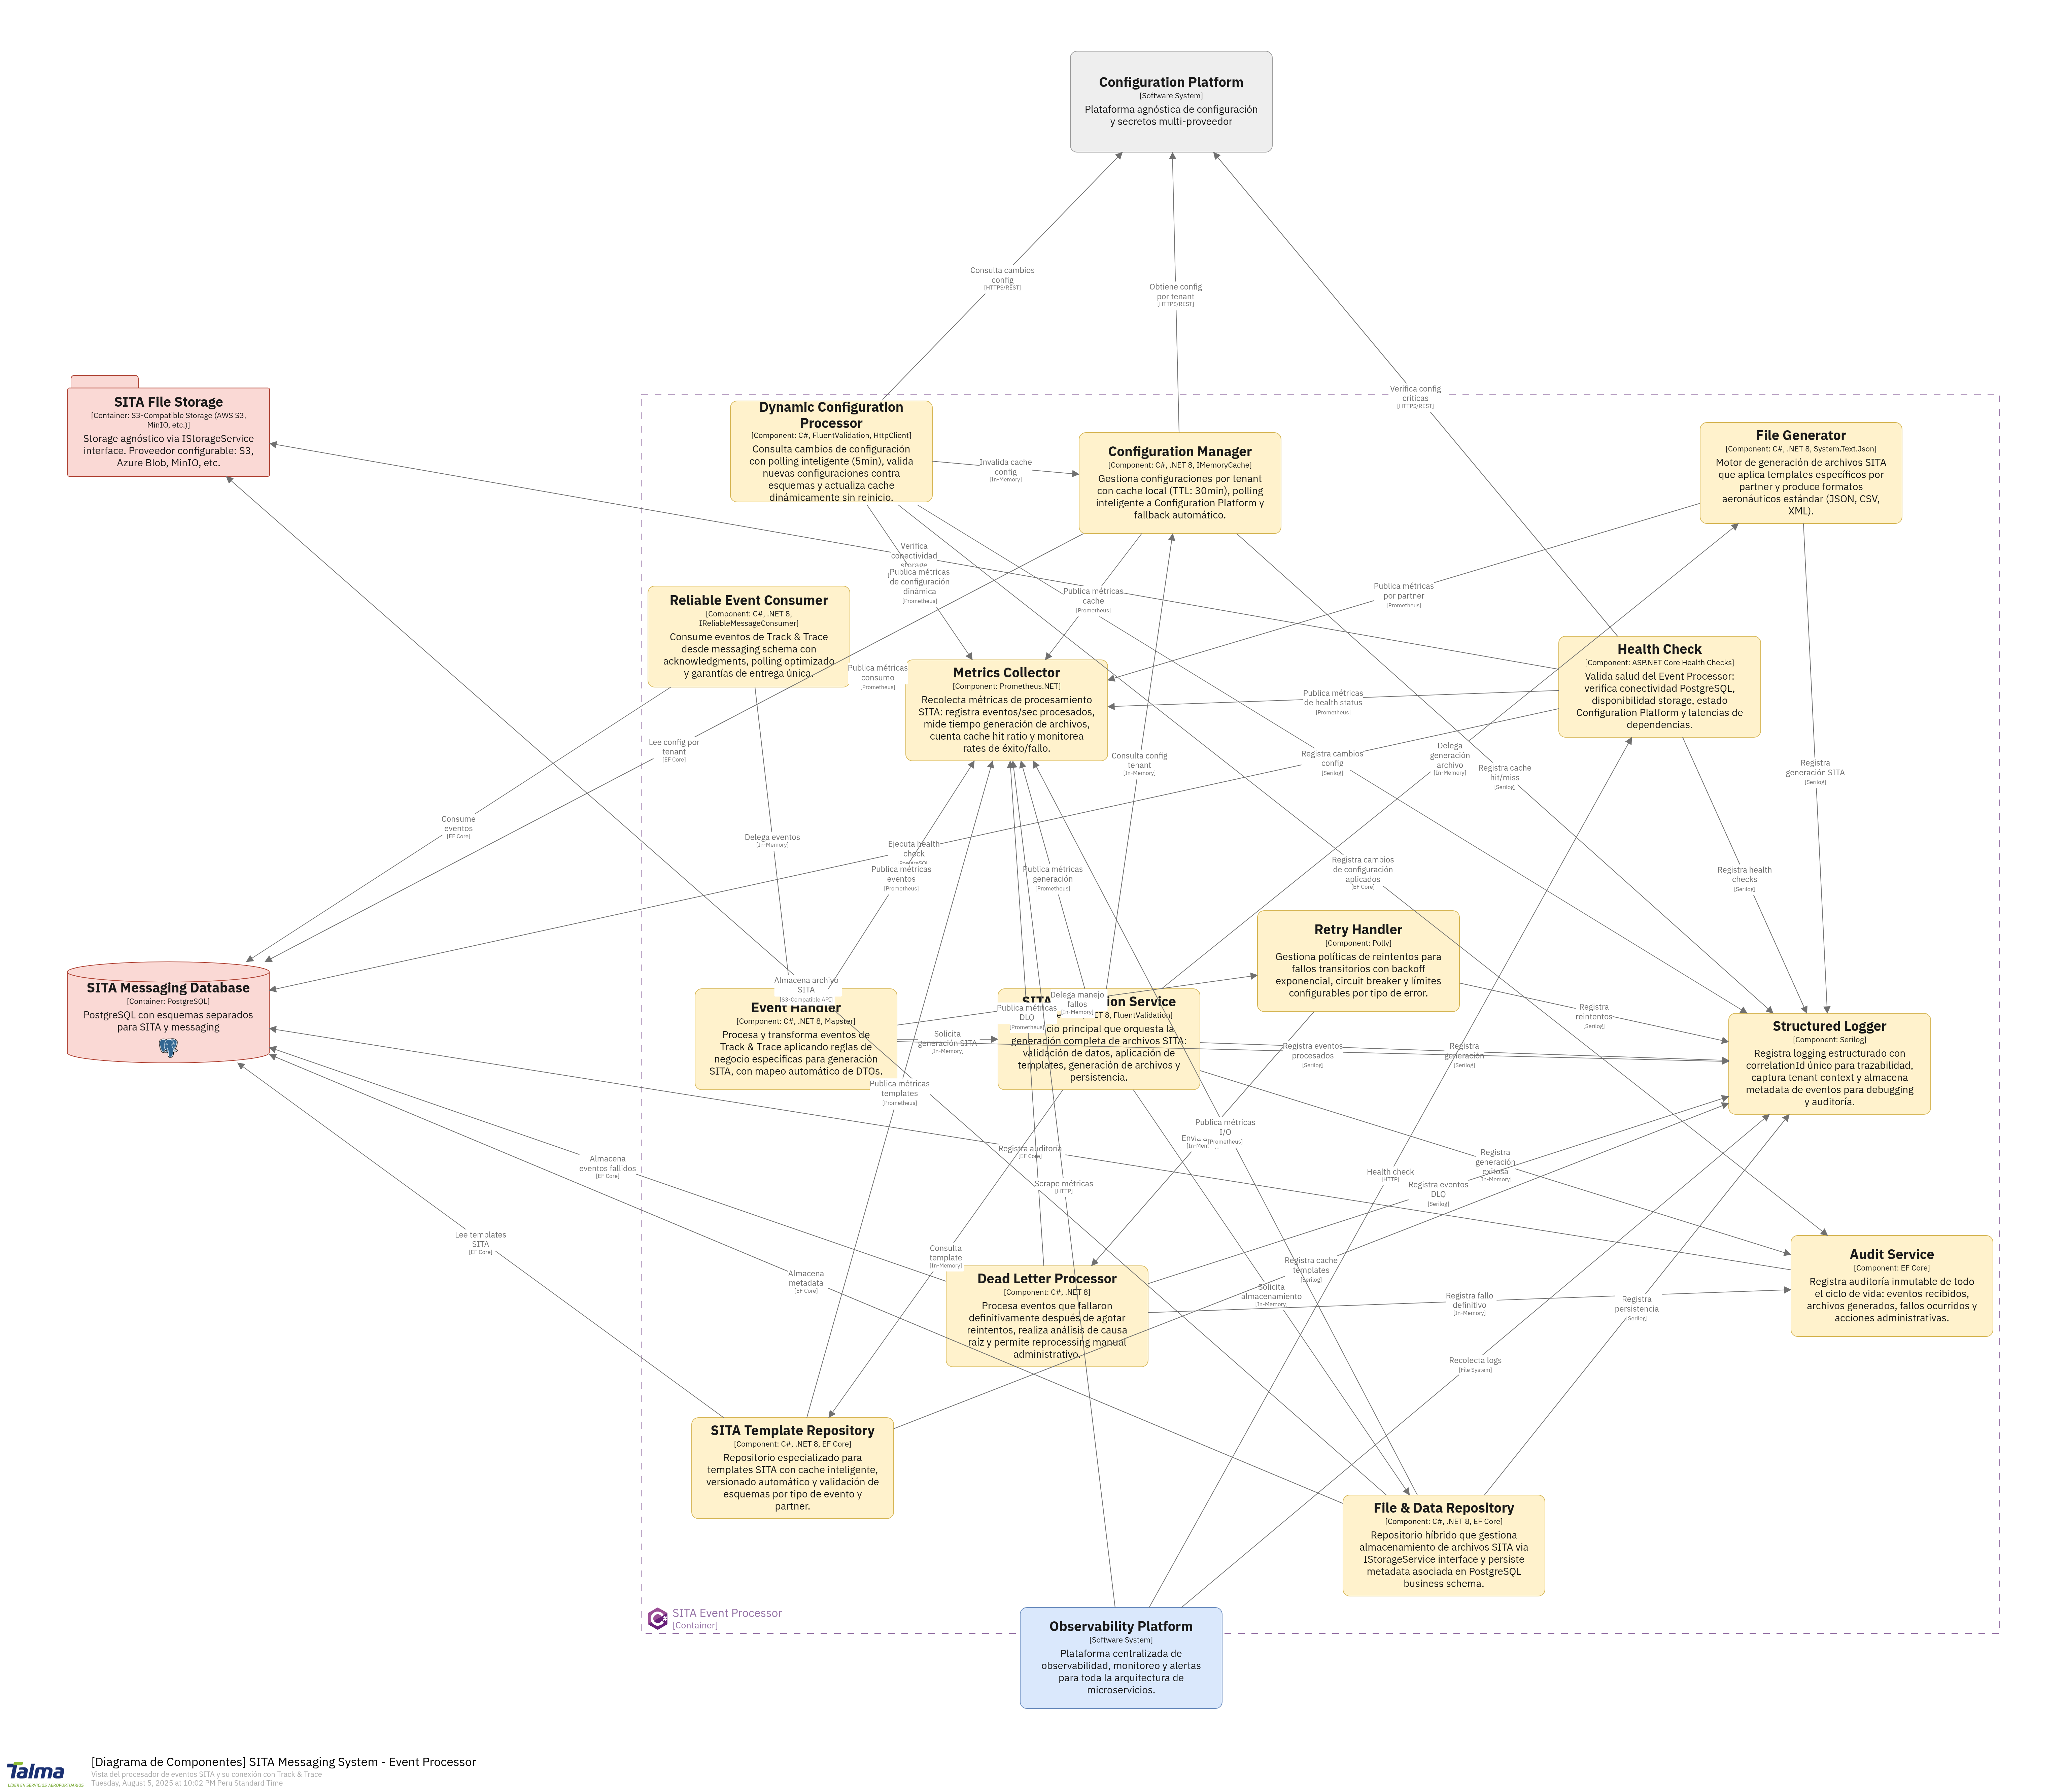 Configuration Platform
[Software System]
Plataforma agnóstica de configuración
y secretos multi-proveedor
Consulta cambios
config
[HTTPS/REST]
Obtiene config
por tenant
[HTTPS/REST]
Verifica config
críticas
[HTTPS/REST]
SITA File Storage
[Container: S3-Compatible Storage (AWS S3,
MinIO, etc.)]
Storage agnóstico via IStorageService
interface. Proveedor configurable: S3,
Azure Blob, MinIO, etc.
Dynamic Configuration
Processor
[Component: C#, FluentValidation, HttpClient]
Consulta cambios de configuración
con polling inteligente (5min), valida
nuevas configuraciones contra
esquemas y actualiza cache
dinámicamente sin reinicio.
Invalida cache
config
[In-Memory]
Configuration Manager
[Component: C#, .NET 8, IMemoryCache]
Gestiona configuraciones por tenant
con cache local (TTL: 30min), polling
inteligente a Configuration Platform y
fallback automático.
File Generator
[Component: C#, .NET 8, System.Text.Json]
Motor de generación de archivos SITA
que aplica templates específicos por
partner y produce formatos
aeronáuticos estándar (JSON, CSV,
XML).
Verifica
conectividad
storage
Publica métricas
de configuración
dinámica
[Prometheus]
Publica métricas
cache
[Prometheus]
Publica métricas
por partner
[Prometheus]
Reliable Event Consumer
[Component: C#, .NET 8,
IReliableMessageConsumer]
Consume eventos de Track & Trace
desde messaging schema con
acknowledgments, polling optimizado
y garantías de entrega única.
Publica métricas
consumo
[Prometheus]
Metrics Collector
[Component: Prometheus.NET]
Recolecta métricas de procesamiento
SITA: registra eventos/sec procesados,
mide tiempo generación de archivos,
cuenta cache hit ratio y monitorea
rates de éxito/fallo.
Publica métricas
de health status
[Prometheus]
Health Check
[Component: ASP.NET Core Health Checks]
Valida salud del Event Processor:
verifica conectividad PostgreSQL,
disponibilidad storage, estado
Configuration Platform y latencias de
dependencias.
Lee config por
tenant
[EF Core]
Consulta config
tenant
[In-Memory]
Registra cambios
config
[Serilog]
Delega
generación
archivo
[In-Memory]
Registra cache
hit/miss
[Serilog]
Registra
generación SITA
[Serilog]
Consume
eventos
[EF Core]
Delega eventos
[In-Memory]
Ejecuta health
check
Publica métricas
eventos
[Prometheus]
Publica métricas
generación
[Prometheus]
Registra cambios
de configuración
aplicados
[EF Core]
Registra health
checks
[Serilog]
Retry Handler
[Component: Polly]
Gestiona políticas de reintentos para
fallos transitorios con backoff
exponencial, circuit breaker y límites
configurables por tipo de error.
SITA Messaging Database
[Container: PostgreSQL]
PostgreSQL con esquemas separados
para SITA y messaging
Almacena archivo
SITA
[S3-Compatible API]
Event Handler
[Component: C#, .NET 8, Mapster]
Procesa y transforma eventos de
Track & Trace aplicando reglas de
negocio específicas para generación
SITA, con mapeo automático de DTOs.
Solicita
generación SITA
[In-Memory]
Publica métricas
DLQ
[Prometheus]
Delega manejo
fallos
[In-Memory]
SITA ion Service
.NET 8, FluentValidation]
cio principal que orquesta la
generación completa de archivos SITA:
validación de datos, aplicación de
templates, generación de archivos y
persistencia.
Registra eventos
procesados
[Serilog]
Registra
generación
[Serilog]
Registra
reintentos
[Serilog]
Structured Logger
[Component: Serilog]
Registra logging estructurado con
correlationId único para trazabilidad,
captura tenant context y almacena
metadata de eventos para debugging
y auditoría.
Publica métricas
templates
[Prometheus]
Publica métricas
I/O
[Prometheus]
Registra auditoría
[EF Core]
Almacena
eventos fallidos
[EF Core]
Scrape métricas
[HTTP]
Health check
[HTTP]
Registra
generación
exitosa
[In-Memory]
Registra eventos
DLQ
[Serilog]
Lee templates
SITA
[EF Core]
Consulta
template
[In-Memory]
Almacena
metadata
[EF Core]
Dead Letter Processor
[Component: C#, .NET 8]
Procesa eventos que fallaron
definitivamente después de agotar
reintentos, realiza análisis de causa
raíz y permite reprocessing manual
administrativo.
Registra cache
templates
[Serilog]
Solicita
almacenamiento
[In-Memory]
Registra fallo
definitivo
[In-Memory]
Registra
persistencia
[Serilog]
Audit Service
[Component: EF Core]
Registra auditoría inmutable de todo
el ciclo de vida: eventos recibidos,
archivos generados, fallos ocurridos y
acciones administrativas.
Recolecta logs
[File System]
SITA Template Repository
[Component: C#, .NET 8, EF Core]
Repositorio especializado para
templates SITA con cache inteligente,
versionado automático y validación de
esquemas por tipo de evento y
partner.
File & Data Repository
[Component: C#, .NET 8, EF Core]
Repositorio híbrido que gestiona
almacenamiento de archivos SITA via
IStorageService interface y persiste
metadata asociada en PostgreSQL
business schema.
SITA Event Processor
[Container]
Observability Platform
[Software System]
Plataforma centralizada de
observabilidad, monitoreo y alertas
para toda la arquitectura de
microservicios.
Talma
LÍDER EN SERVICIOS AEROPORTUARIOS
[Diagrama de Componentes] SITA Messaging System - Event Processor
Vista del procesador de eventos SITA y su conexión con Track & Trace
Tuesday, August 5, 2025 at 10:02 PM Peru Standard Time